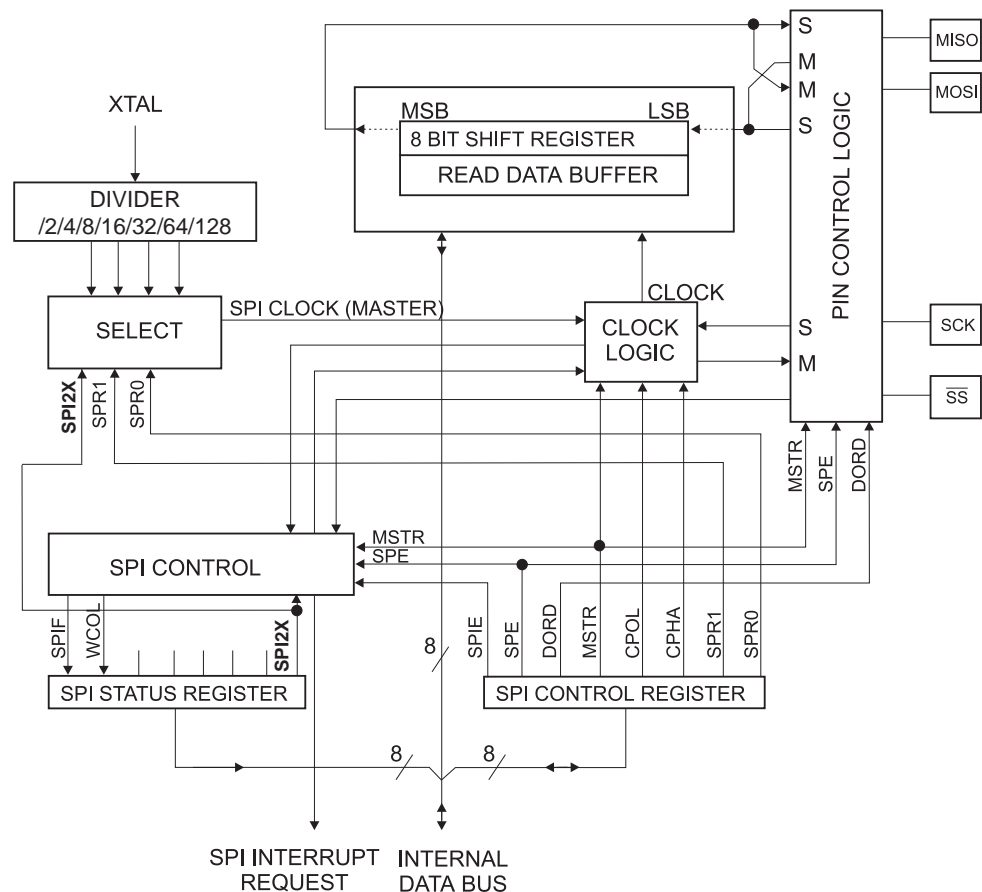 XTAL
DIVIDER
/2/4/8/16/32/64/128
SELECT
SPI2X
SPR1
SPR0
SPI CLOCK (MASTER)
MSB
LSB
8 BIT SHIFT REGISTER
READ DATA BUFFER
CLOCK
CLOCK
LOGIC
S
M
M
S
S
M
PIN CONTROL LOGIC
MISO
MOSI
SCK
SS
MSTR
SPE
DORD
SPI CONTROL
MSTR
SPE
SPIF
WCOL
SPI2X
SPI STATUS REGISTER
8
SPIE
SPE
DORD
MSTR
CPOL
CPHA
SPR1
SPR0
SPI CONTROL REGISTER
8
8
SPI INTERRUPT
REQUEST
INTERNAL
DATA BUS